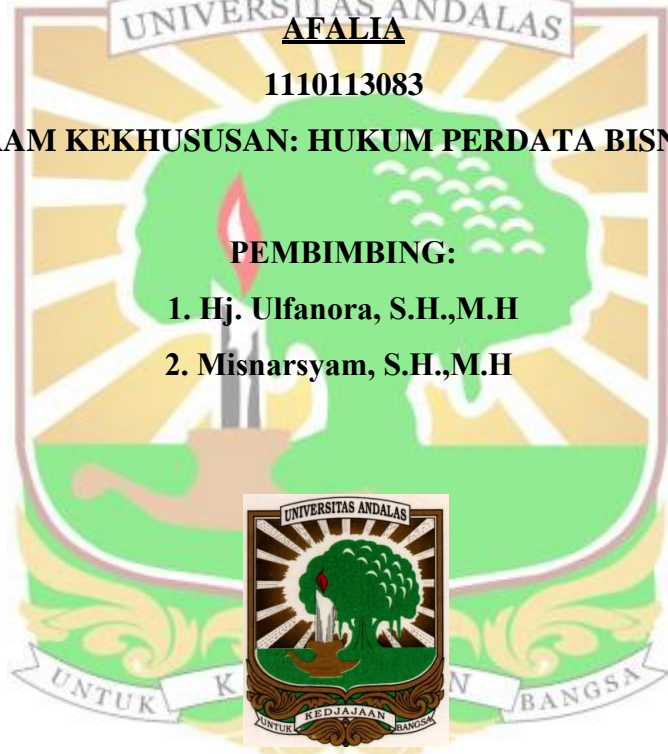 UNIVERSITAS ANDALAS
AFALIA
1110113083
RAM KEKHUSUSAN: HUKUM PERDATA BISN
PEMBIMBING:
1. Hj. Ulfanora, S.H.,M.H
2. Misnarsyam, S.H.,M.H
UNIVERSITAS ANDALAS
UNTUK K N BANGSA
UNTUK KEDJAJAAN BANGSA